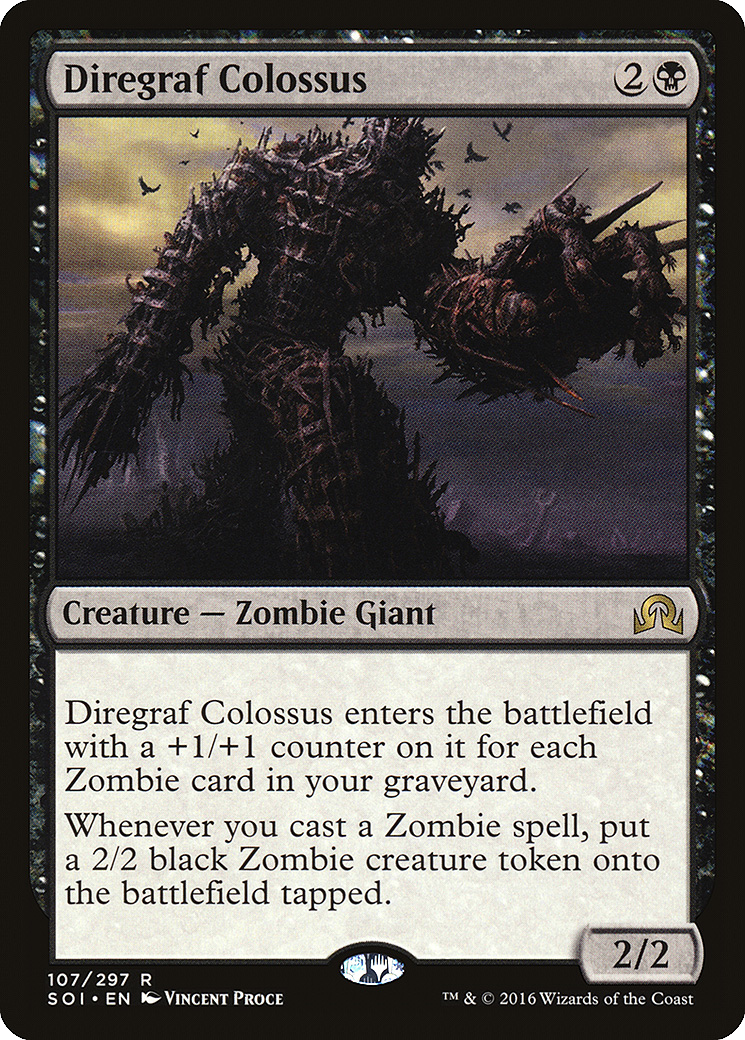 Diregraf Colossus 2
Creature — Zombie Giant
Diregraf Colossus enters the battlefield
with a +1/+1 counter on it for each
Zombie card in your graveyard.
Whenever you cast a Zombie spell, put
a 2/2 black Zombie creature token onto
the battlefield tapped.
2/2
107/297 R
SOI • EN Vincent Proce
™ & © 2016 Wizards of the Coast